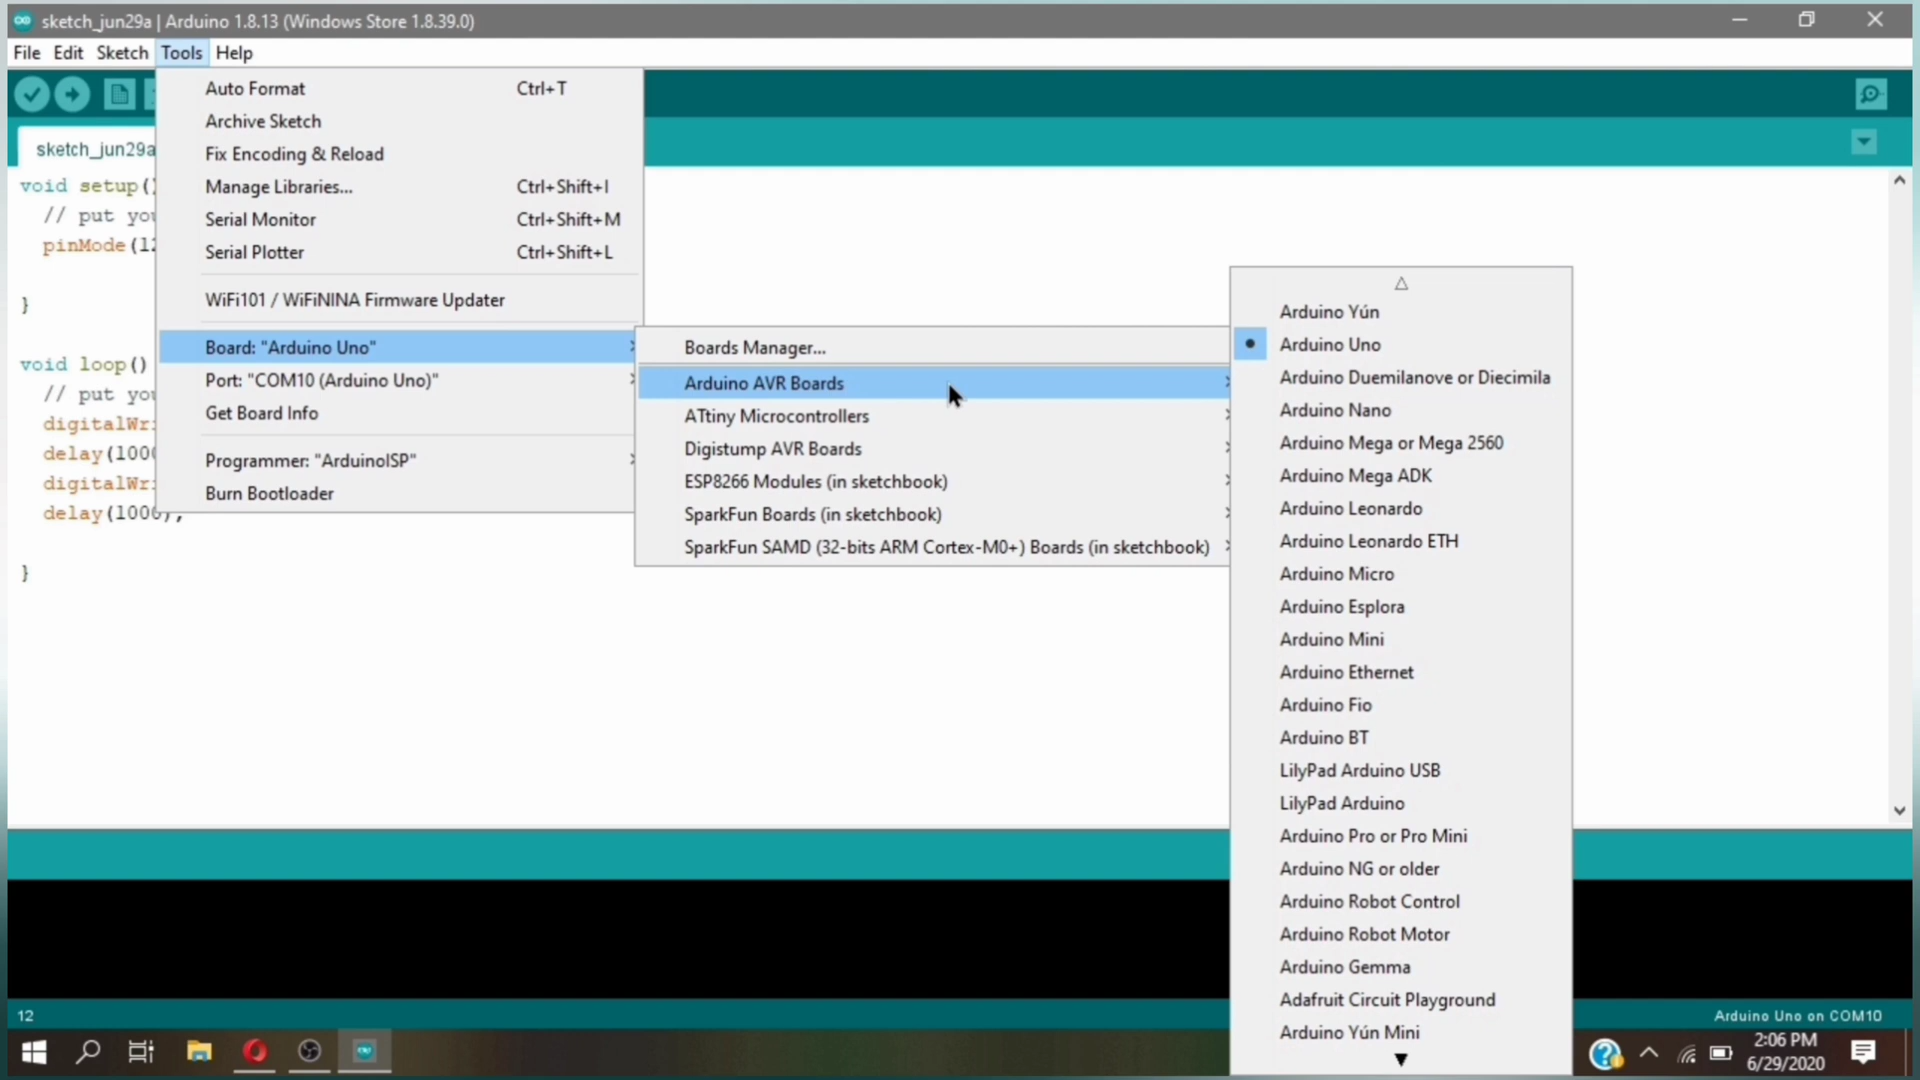 sketch_jun29a | Arduino 1.8.13 (Windows Store 1.8.39.0)
File Edit Sketch Tools Help
Auto Format Ctrl+T
Archive Sketch
Fix Encoding & Reload
Manage Libraries... Ctrl+Shift+I
Serial Monitor Ctrl+Shift+M
Serial Plotter Ctrl+Shift+L
WiFi101 / WiFiNINA Firmware Updater
Board: "Arduino Uno"
Port: "COM10 (Arduino Uno)"
Get Board Info
Programmer: "ArduinoISP"
Burn Bootloader
sketch_jun29a
void setup()
// put you
pinMode(12
}
void loop()
// put you
digitalWri
delay(1000
digitalWri
delay(1000);
}
Boards Manager...
Arduino AVR Boards
ATtiny Microcontrollers
Digistump AVR Boards
ESP8266 Modules (in sketchbook)
SparkFun Boards (in sketchbook)
SparkFun SAMD (32-bits ARM Cortex-M0+) Boards (in sketchbook)
Arduino Yún
Arduino Uno
Arduino Duemilanove or Diecimila
Arduino Nano
Arduino Mega or Mega 2560
Arduino Mega ADK
Arduino Leonardo
Arduino Leonardo ETH
Arduino Micro
Arduino Esplora
Arduino Mini
Arduino Ethernet
Arduino Fio
Arduino BT
LilyPad Arduino USB
LilyPad Arduino
Arduino Pro or Pro Mini
Arduino NG or older
Arduino Robot Control
Arduino Robot Motor
Arduino Gemma
Adafruit Circuit Playground
Arduino Yún Mini
12
Arduino Uno on COM10
2:06 PM
6/29/2020